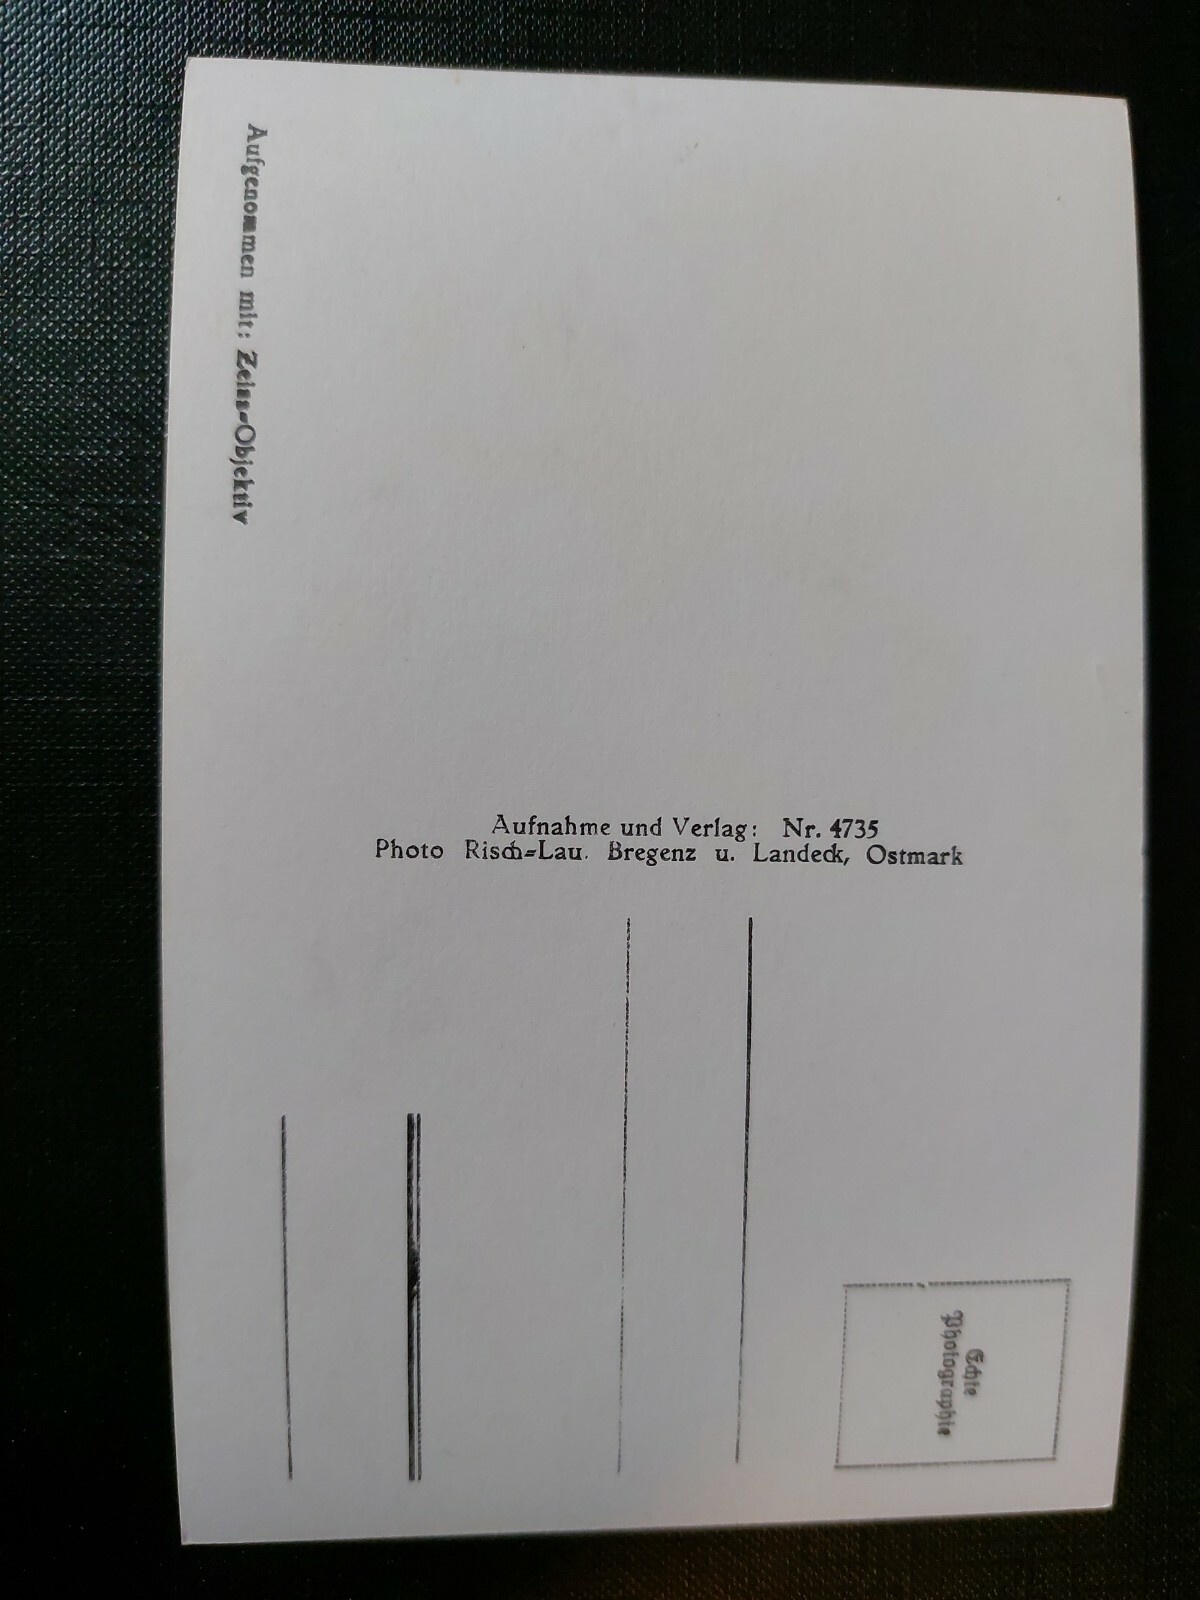 Aufgenommen mit: Zeiss-Objektiv
Aufnahme und Verlag: Nr. 4735
Photo Risch-Lau. Bregenz u. Landeck, Ostmark
Echte
Photographie